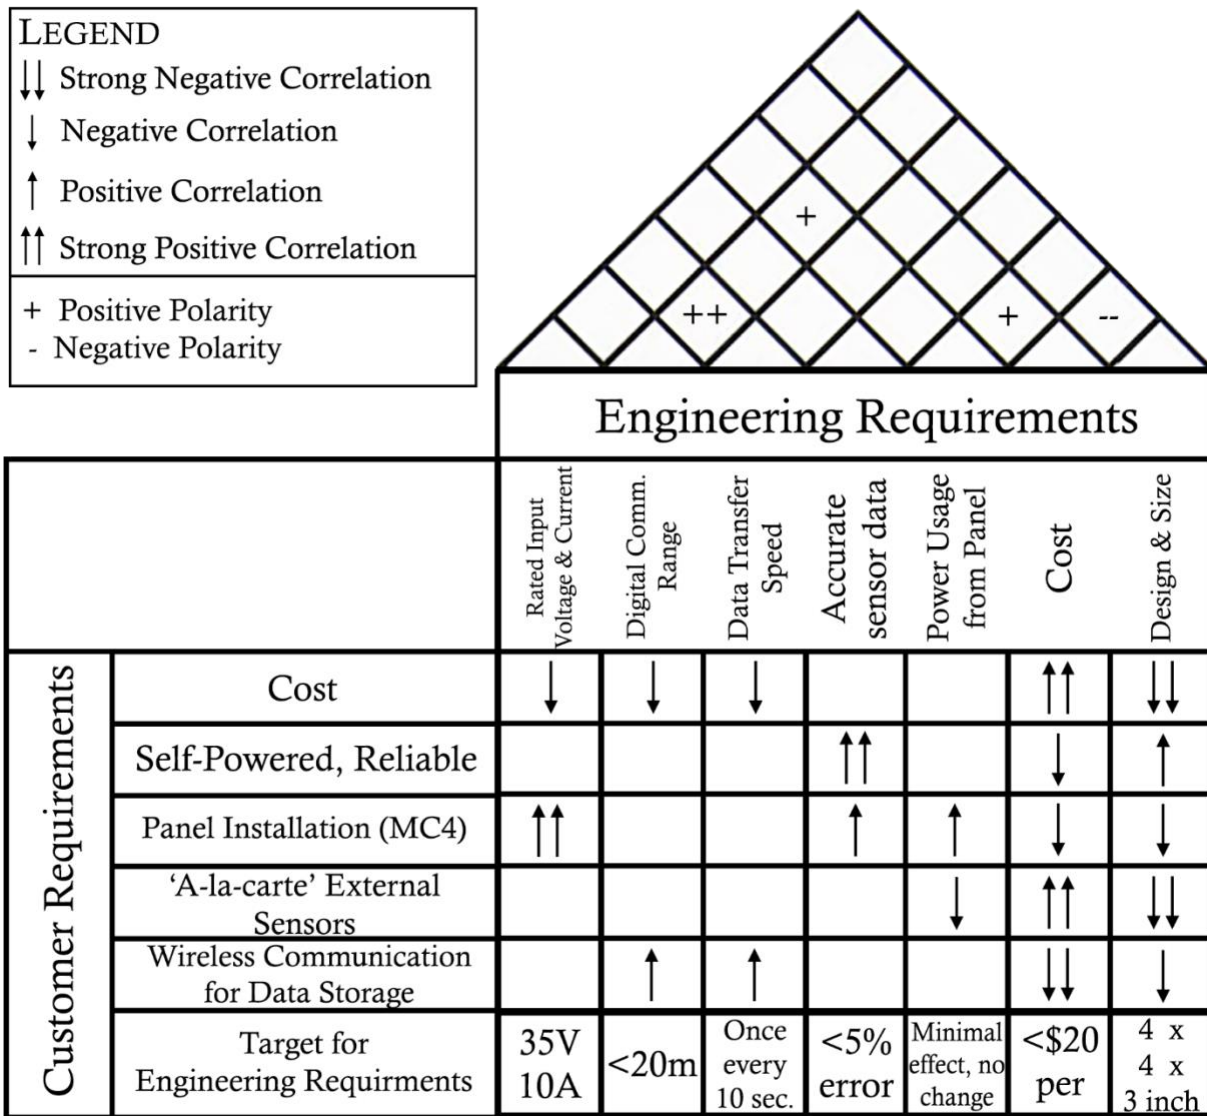 LEGEND
↓↓ Strong Negative Correlation
↓ Negative Correlation
↑ Positive Correlation
↑↑ Strong Positive Correlation
+ Positive Polarity
- Negative Polarity
+
++
+
--
Engineering Requirements
Rated Input
Voltage & Current
Digital Comm.
Range
Data Transfer
Speed
Accurate
sensor data
Power Usage
from Panel
Cost
Design & Size
Customer Requirements
Cost
↓ ↓ ↓ ↑↑ ↓↓
Self-Powered, Reliable
↑↑ ↓ ↑
Panel Installation (MC4)
↑↑ ↑ ↑ ↓ ↓
‘A-la-carte’ External
Sensors
↓ ↑↑ ↓↓
Wireless Communication
for Data Storage
↑ ↑ ↓↓ ↓
Target for
Engineering Requirments
35V
10A
<20m
Once
every
10 sec.
<5%
error
Minimal
effect, no
change
<$20
per
4 x
4 x
3 inch